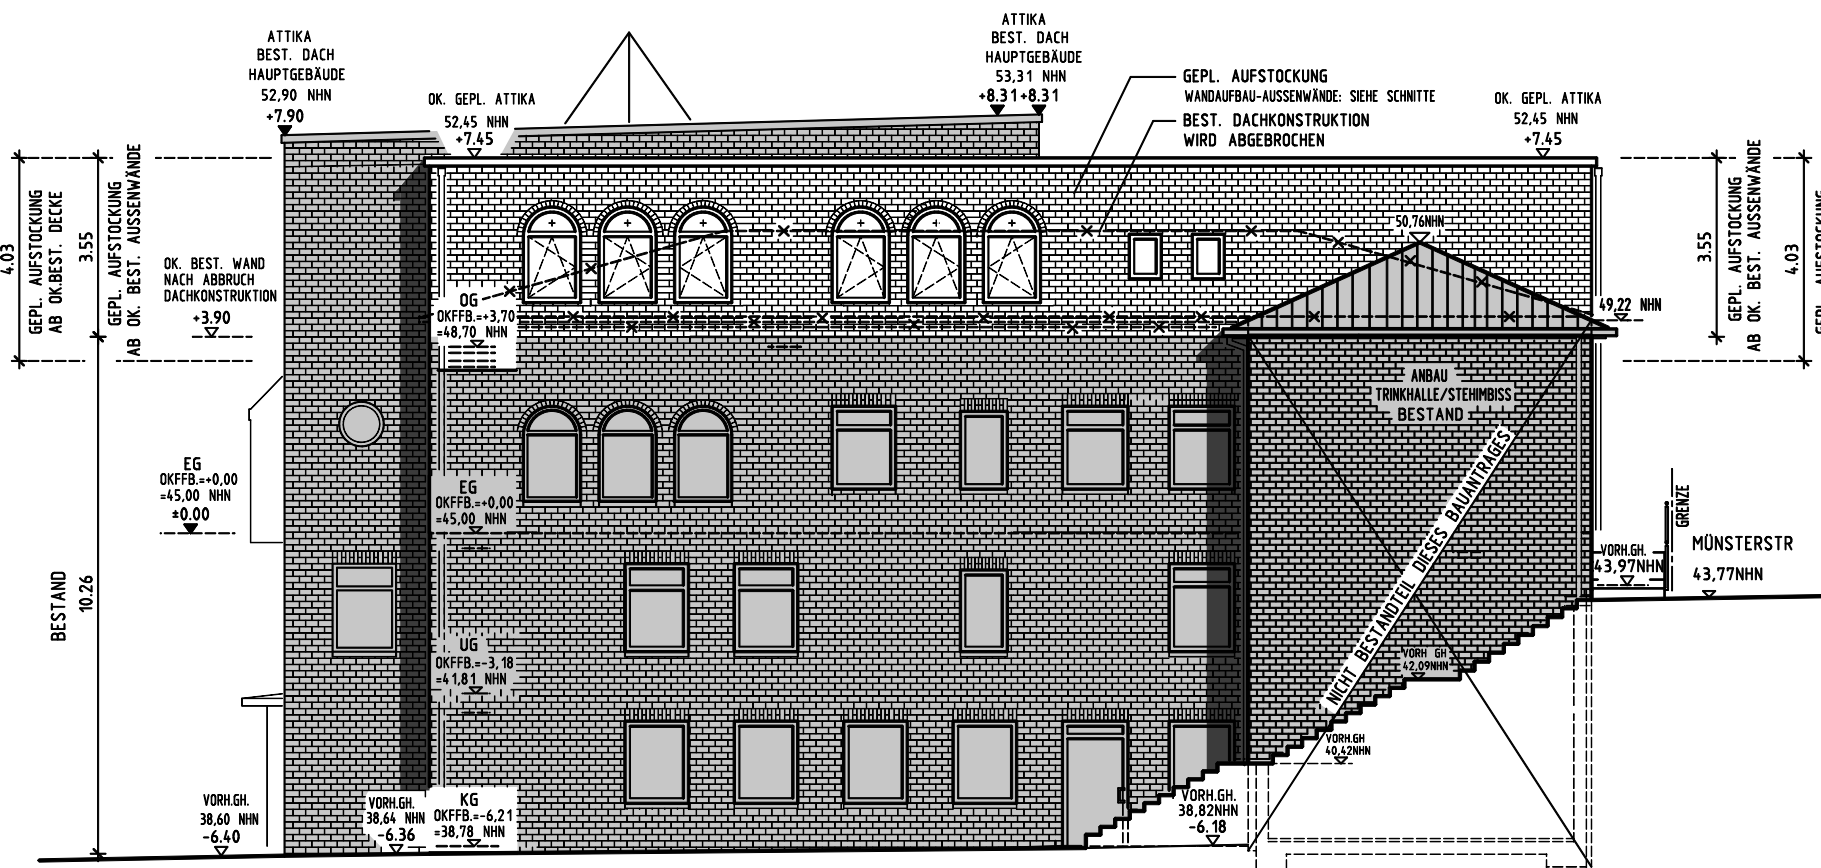 ATTIKA
BEST. DACH
HAUPTGEBÄUDE
52,90 NHN
+7.90
OK. GEPL. ATTIKA
52,45 NHN
+7.45
ATTIKA
BEST. DACH
HAUPTGEBÄUDE
53,31 NHN
+8.31+8.31
GEPL. AUFSTOCKUNG
WANDAUFBAU-AUSSENWÄNDE: SIEHE SCHNITTE
BEST. DACHKONSTRUKTION
WIRD ABGEBROCHEN
OK. GEPL. ATTIKA
52,45 NHN
+7.45
4.03
GEPL. AUFSTOCKUNG
AB OK.BEST. DECKE
3.55
GEPL. AUFSTOCKUNG
AB OK. BEST. AUSSENWÄNDE
OK. BEST. WAND
NACH ABBRUCH
DACHKONSTRUKTION
+3.90
OG
OKFFB.=+3,70
=48,70 NHN
50,76NHN
49,22 NHN
3.55
GEPL. AUFSTOCKUNG
AB OK. BEST. AUSSENWÄNDE
4.03
GEPL. AUFSTOCKUNG
ANBAU
TRINKHALLE/STEHIMBISS
BESTAND
NICHT BESTANDTEIL DIESES BAUANTRAGES
EG
OKFFB.=+0,00
=45,00 NHN
±0.00
EG
OKFFB.=+0,00
=45,00 NHN
GRENZE
MÜNSTERSTR
43,77NHN
VORH.GH.
43,97NHN
BESTAND
10.26
UG
OKFFB.=-3,18
=41,81 NHN
VORH GH
42,09NHN
VORH.GH
40,42NHN
VORH.GH.
38,60 NHN
-6.40
VORH.GH.
38,64 NHN
-6.36
KG
OKFFB.=-6,21
=38,78 NHN
VORH.GH.
38,82NHN
-6.18